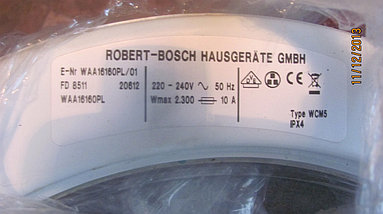 ROBERT-BOSCH HAUSGERÄTE GMBH
E-Nr WAA16160PL/01
FD 8511 20612
WAA16160PL
220 - 240V ~ 50 Hz
Wmax 2.300 10 A
Type WCM5
IPX4
11/12/2013